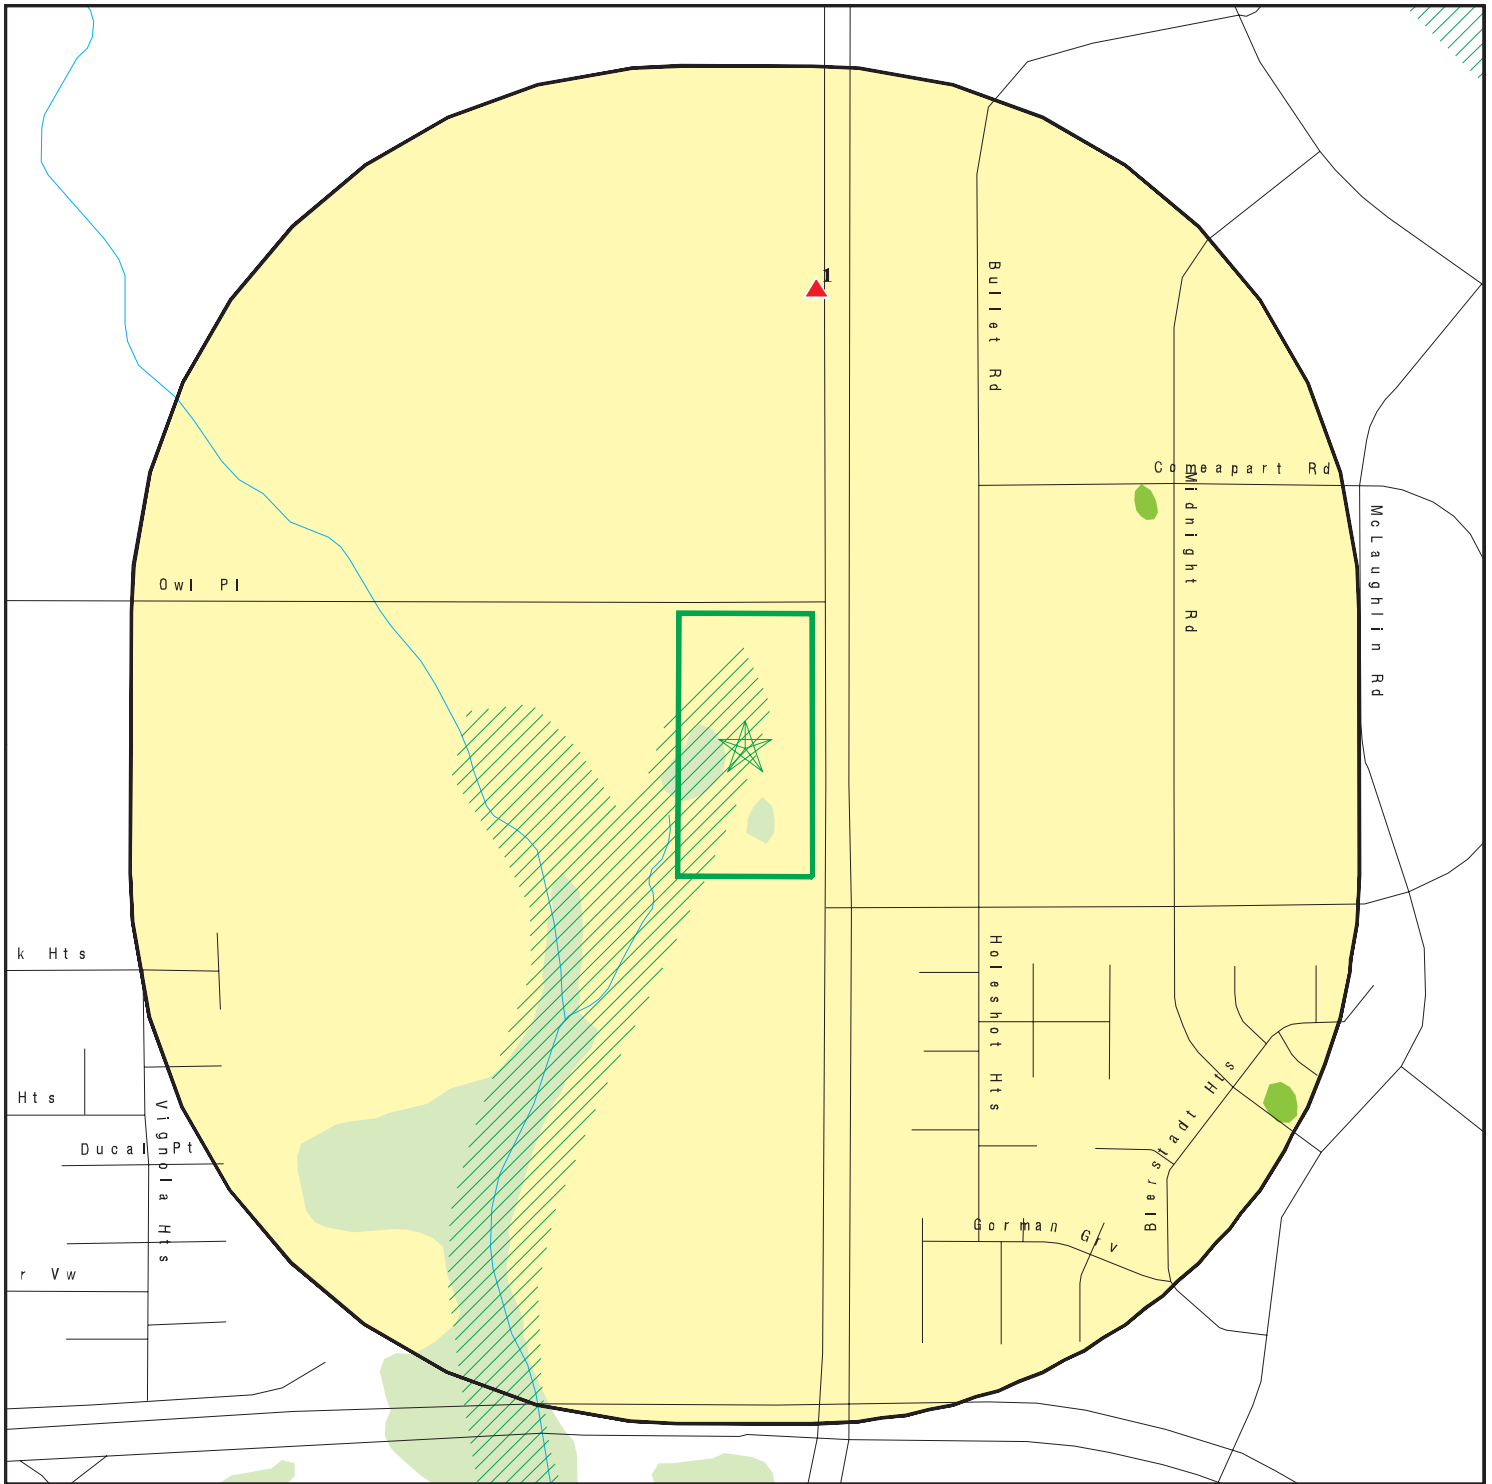 1
Bullet Rd
Comeapart Rd
Midnight Rd
McLaughlin Rd
Owl Pl
k Hts
Holeshot Hts
Hts
Vignola Hts
Ducal Pt
Bierstadt Hts
Gorman Grv
r Vw